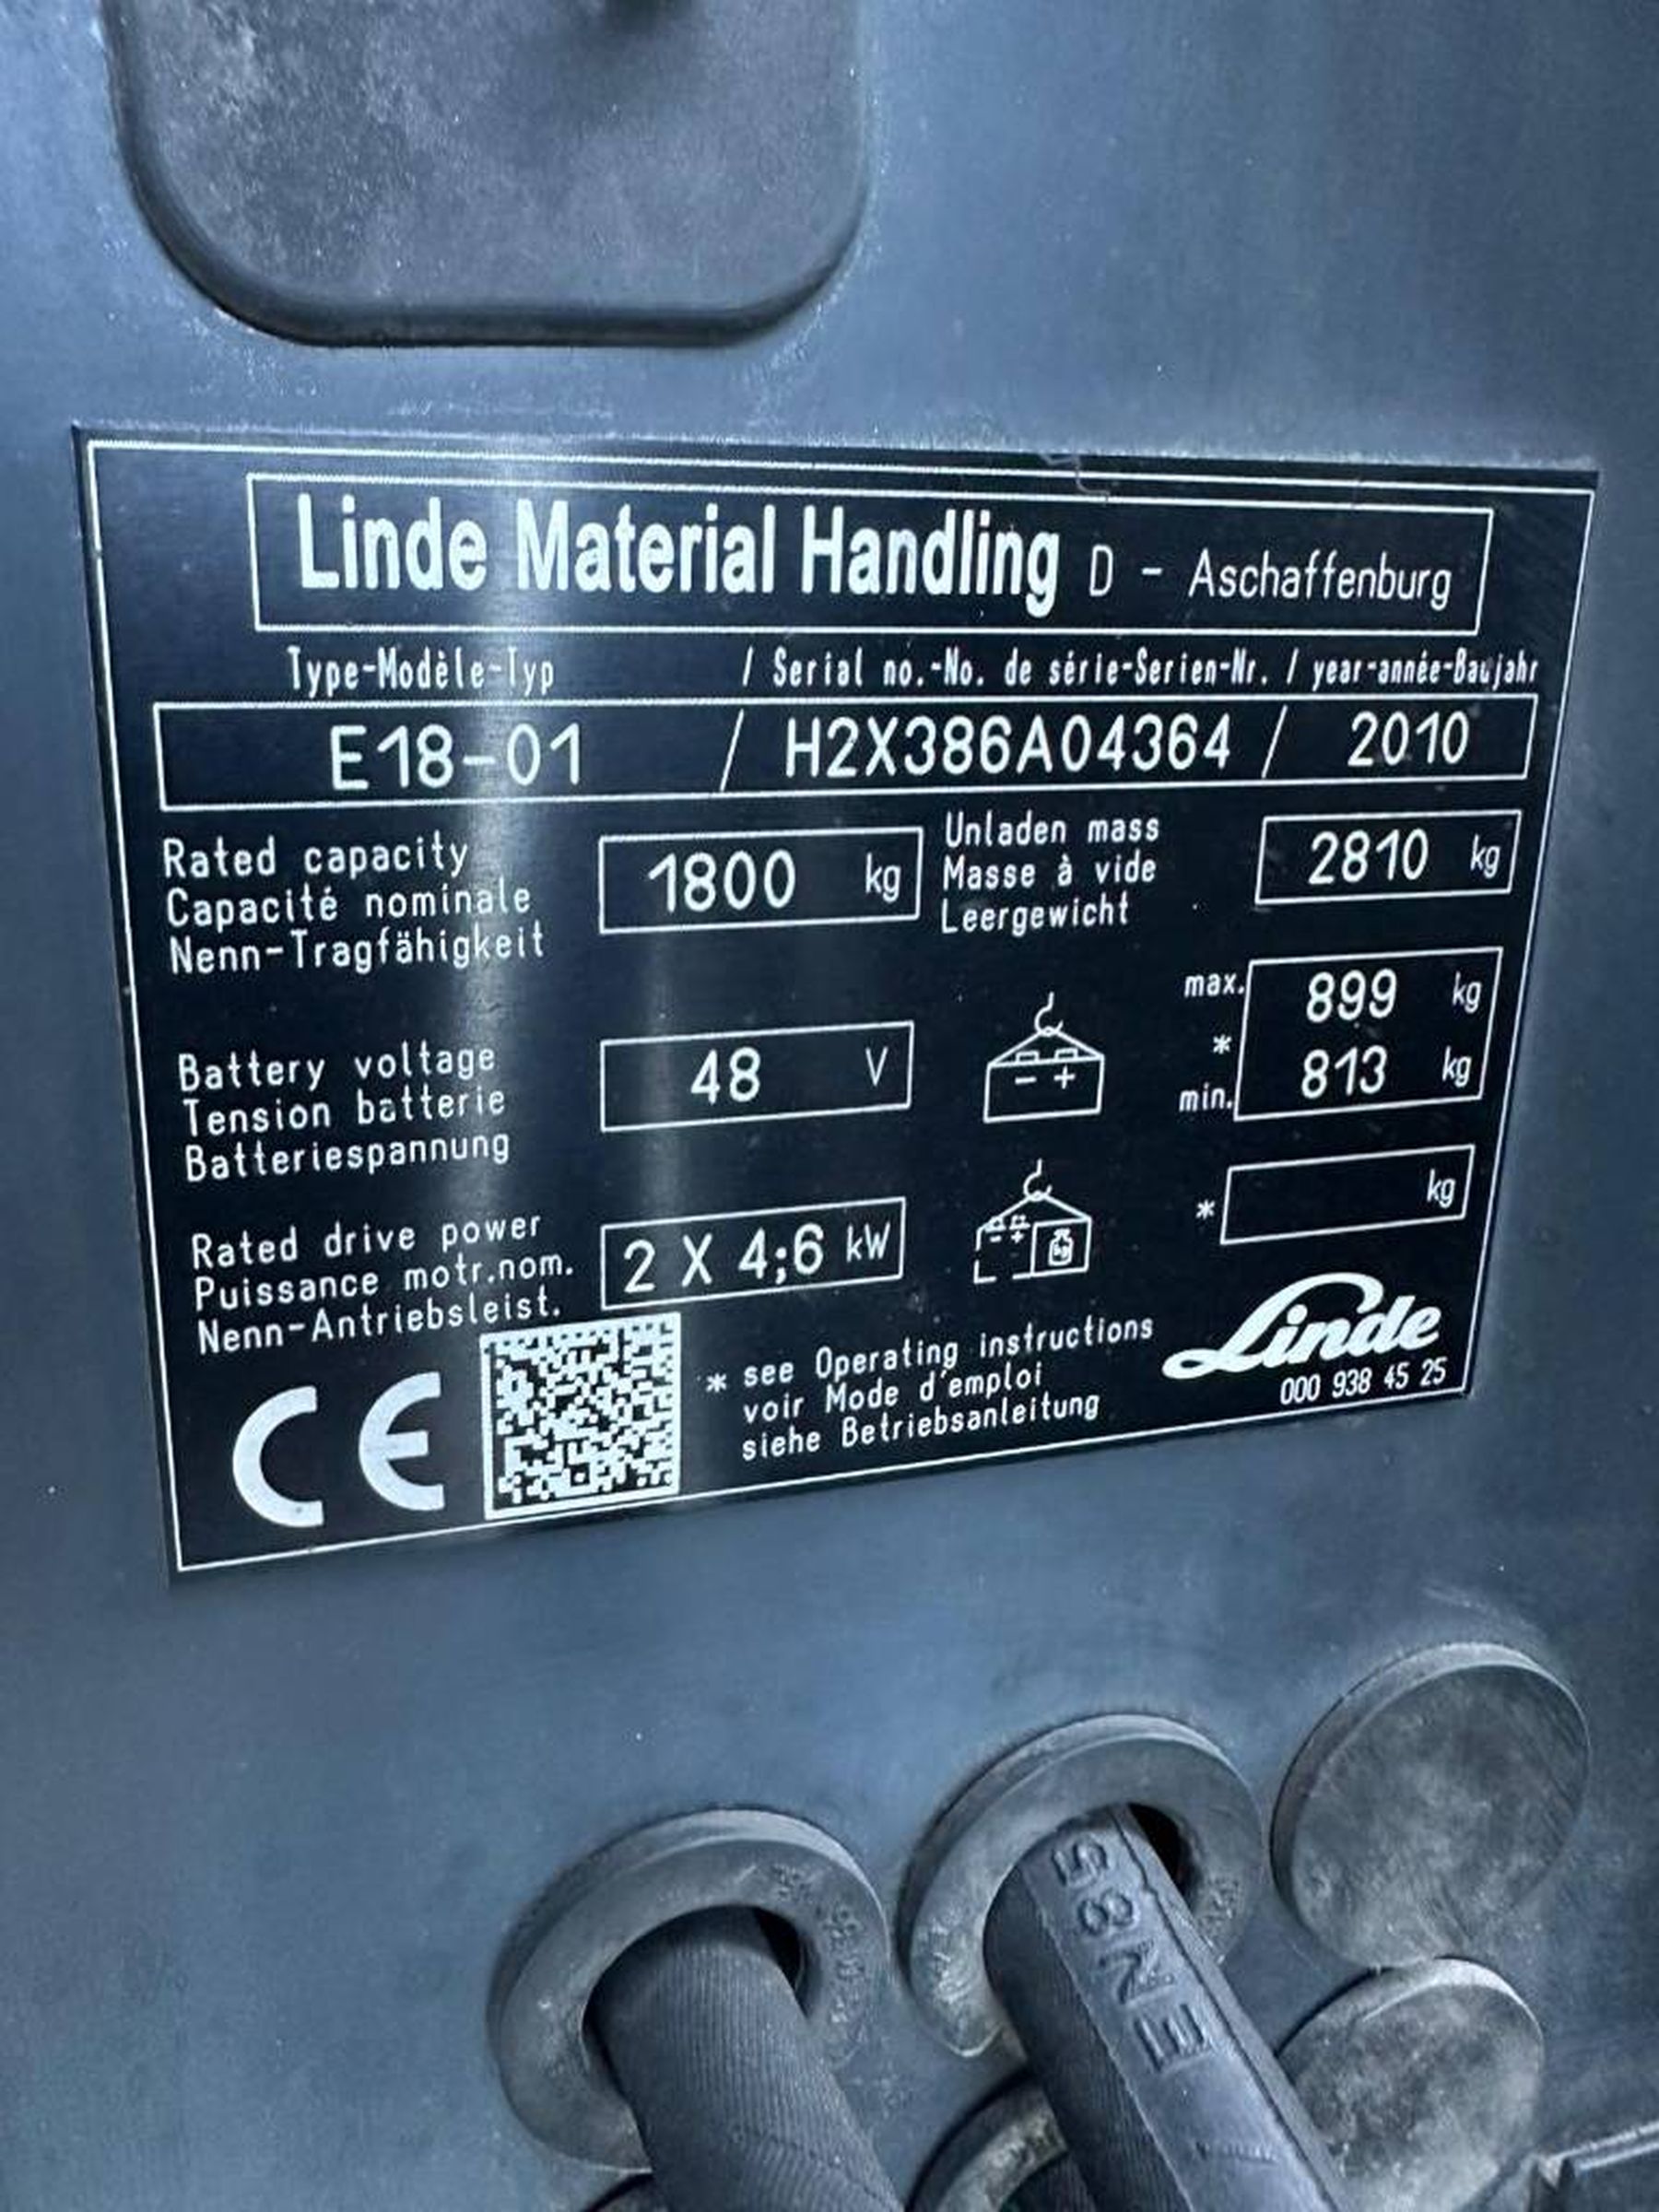 Linde Material Handling D - Aschaffenburg
Type-Modèle-Typ / Serial no.-No. de série-Serien-Nr. / year-année-Baujahr
E18-01 / H2X386A04364 / 2010
Rated capacity
Capacité nominale
Nenn-Tragfähigkeit
1800 kg
Unladen mass
Masse à vide
Leergewicht
2810 kg
Battery voltage
Tension batterie
Batteriespannung
48 V
- +
max. 899 kg
*
min. 813 kg
Rated drive power
Puissance motr.nom.
Nenn-Antriebsleist.
2 X 4;6 kW
- +
kg
* kg
CE
* see Operating instructions
voir Mode d'emploi
siehe Betriebsanleitung
Linde
000 938 45 25
EN85